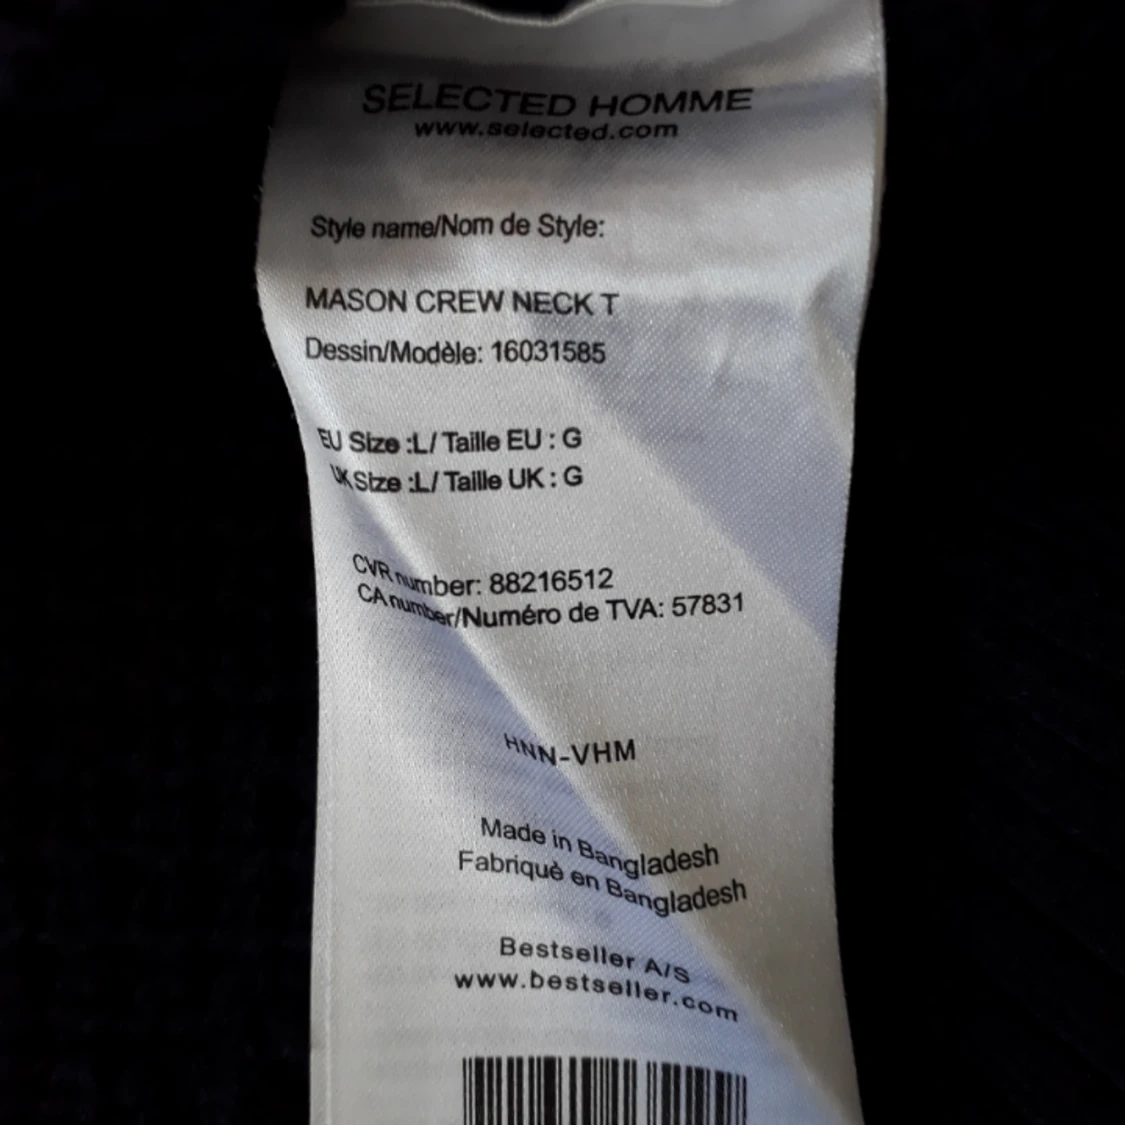 SELECTED HOMME
www.selected.com
Style name/Nom de Style:
MASON CREW NECK T
Dessin/Modèle: 16031585
EU Size :L/ Taille EU : G
UK Size :L/ Taille UK : G
CVR number: 88216512
CA number/Numéro de TVA: 57831
HNN-VHM
Made in Bangladesh
Fabriquè en Bangladesh
Bestseller A/S
www.bestseller.com